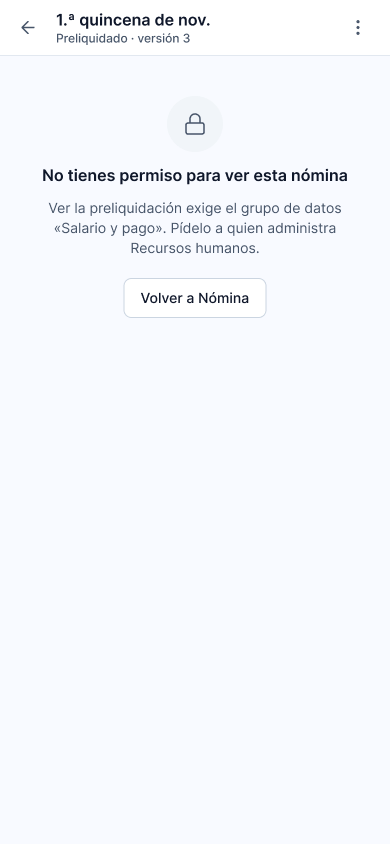 1.ª quincena de nov.
Preliquidado · versión 3
No tienes permiso para ver esta nómina
Ver la preliquidación exige el grupo de datos
«Salario y pago». Pídelo a quien administra
Recursos humanos.
Volver a Nómina